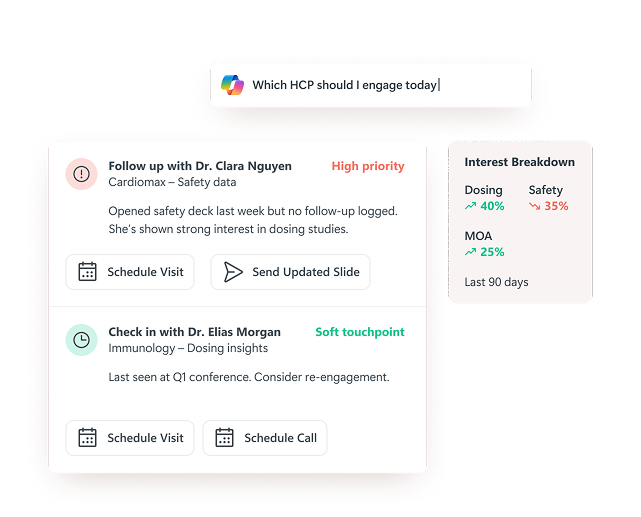 Which HCP should I engage today
Follow up with Dr. Clara Nguyen
High priority
Cardiomax – Safety data
Opened safety deck last week but no follow-up logged.
She's shown strong interest in dosing studies.
Schedule Visit
Send Updated Slide
Check in with Dr. Elias Morgan
Soft touchpoint
Immunology – Dosing insights
Last seen at Q1 conference. Consider re-engagement.
Schedule Visit
Schedule Call
Interest Breakdown
Dosing
Safety
40%
35%
MOA
25%
Last 90 days